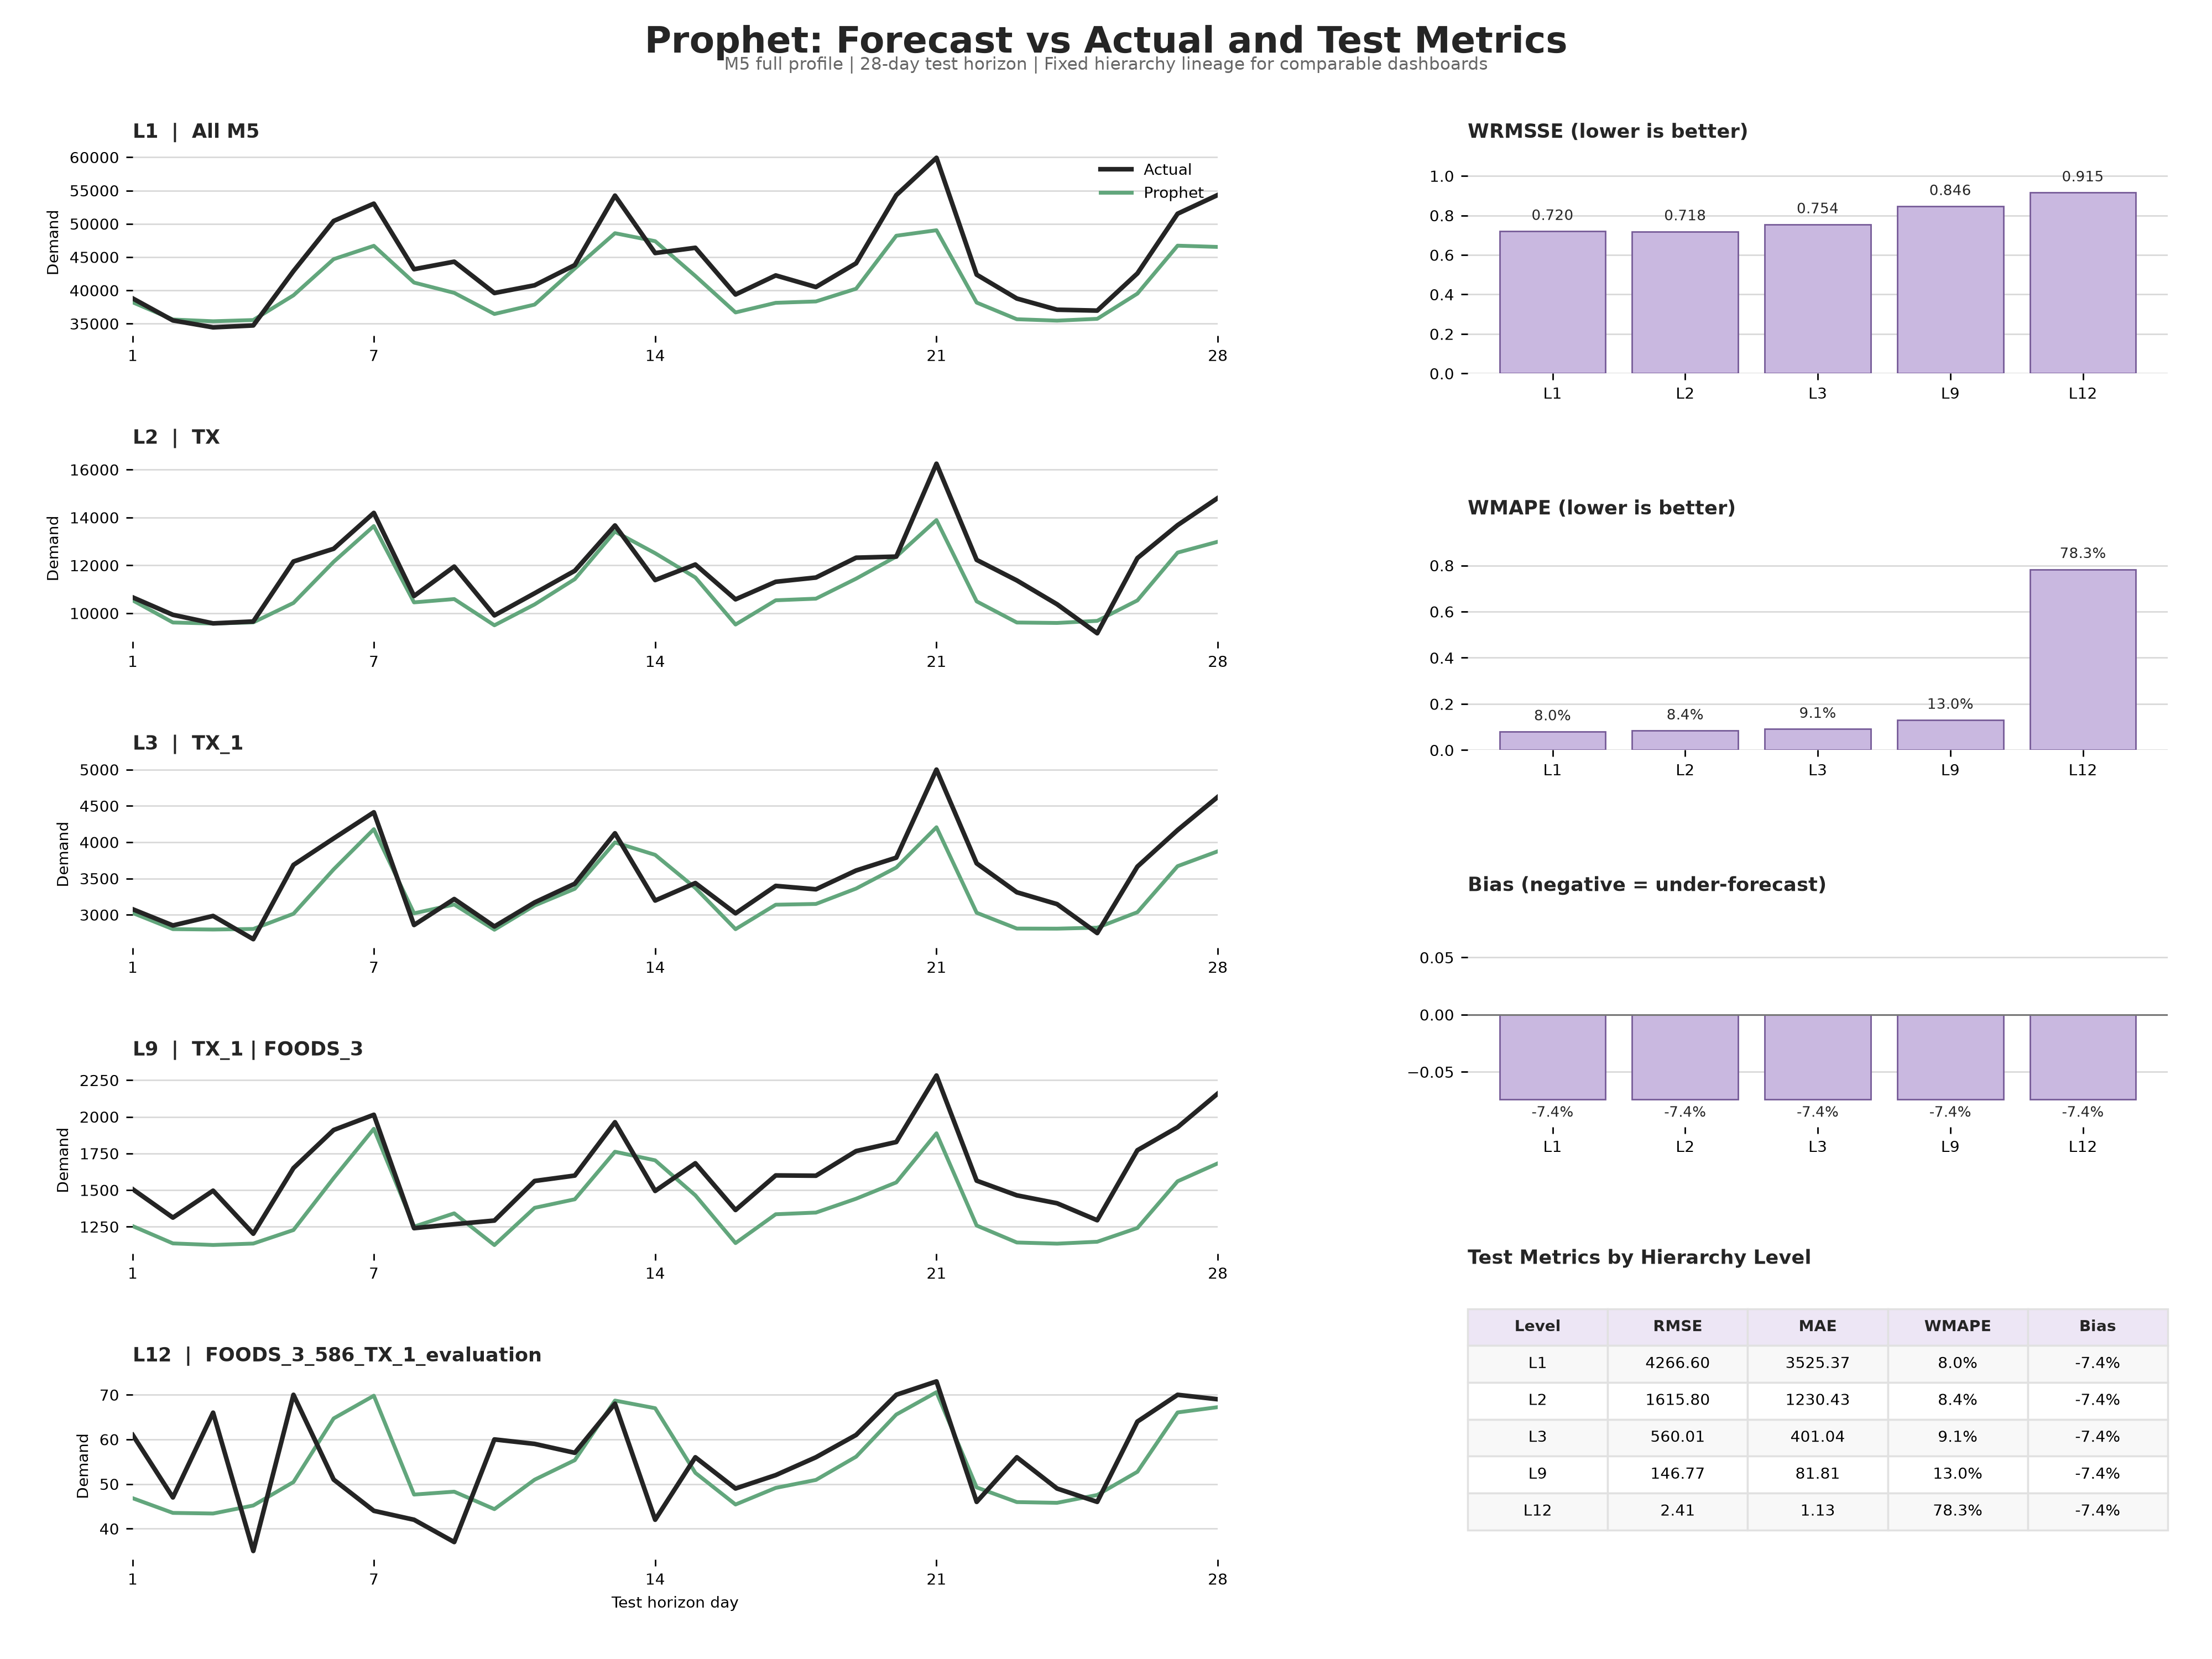 Prophet: Forecast vs Actual and Test Metrics
M5 full profile | 28-day test horizon | Fixed hierarchy lineage for comparable dashboards
L1 | All M5
Demand
60000
55000
50000
45000
40000
35000
Actual
Prophet
1 7 14 21 28
L2 | TX
Demand
16000
14000
12000
10000
1 7 14 21 28
L3 | TX_1
Demand
5000
4500
4000
3500
3000
1 7 14 21 28
L9 | TX_1 | FOODS_3
Demand
2250
2000
1750
1500
1250
1 7 14 21 28
L12 | FOODS_3_586_TX_1_evaluation
Demand
70
60
50
40
1 7 14 21 28
Test horizon day
WRMSSE (lower is better)
1.0
0.8
0.6
0.4
0.2
0.0
0.720 0.718 0.754 0.846 0.915
L1 L2 L3 L9 L12
WMAPE (lower is better)
0.8
0.6
0.4
0.2
0.0
8.0% 8.4% 9.1% 13.0% 78.3%
L1 L2 L3 L9 L12
Bias (negative = under-forecast)
0.05
0.00
−0.05
-7.4% -7.4% -7.4% -7.4% -7.4%
L1 L2 L3 L9 L12
Test Metrics by Hierarchy Level
Level RMSE MAE WMAPE Bias
L1 4266.60 3525.37 8.0% -7.4%
L2 1615.80 1230.43 8.4% -7.4%
L3 560.01 401.04 9.1% -7.4%
L9 146.77 81.81 13.0% -7.4%
L12 2.41 1.13 78.3% -7.4%